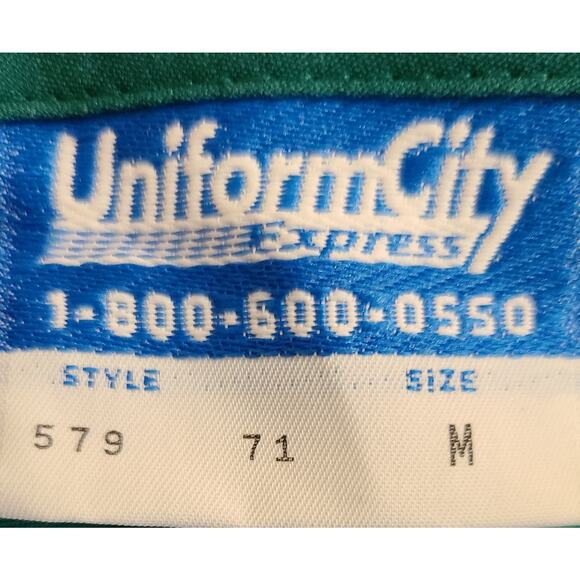 UniformCity
Express
1-800-600-0550
STYLE SIZE
579 71 M